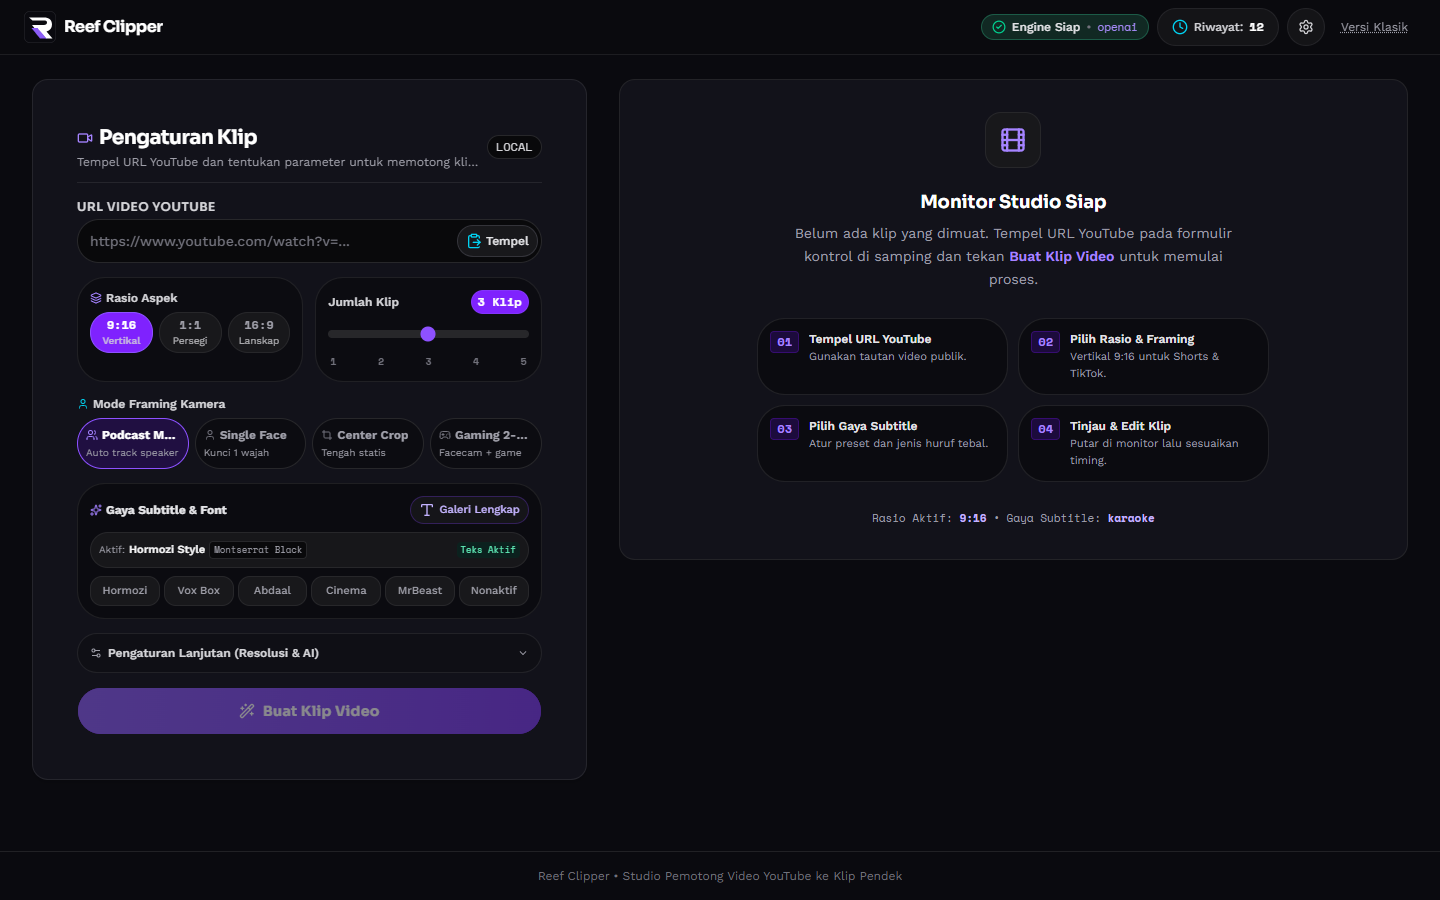 Reef Clipper
Engine Siap • openai
Riwayat: 12
Versi Klasik
Pengaturan Klip
Tempel URL YouTube dan tentukan parameter untuk memotong kli...
LOCAL
URL VIDEO YOUTUBE
https://www.youtube.com/watch?v=...
Tempel
Rasio Aspek
9:16
Vertikal
1:1
Persegi
16:9
Lanskap
Jumlah Klip
3 Klip
1 2 3 4 5
Mode Framing Kamera
Podcast M...
Auto track speaker
Single Face
Kunci 1 wajah
Center Crop
Tengah statis
Gaming 2-...
Facecam + game
Gaya Subtitle & Font
Galeri Lengkap
Aktif: Hormozi Style Montserrat Black
Teks Aktif
Hormozi
Vox Box
Abdaal
Cinema
MrBeast
Nonaktif
Pengaturan Lanjutan (Resolusi & AI)
Buat Klip Video
Monitor Studio Siap
Belum ada klip yang dimuat. Tempel URL YouTube pada formulir
kontrol di samping dan tekan Buat Klip Video untuk memulai
proses.
01
Tempel URL YouTube
Gunakan tautan video publik.
02
Pilih Rasio & Framing
Vertikal 9:16 untuk Shorts &
TikTok.
03
Pilih Gaya Subtitle
Atur preset dan jenis huruf tebal.
04
Tinjau & Edit Klip
Putar di monitor lalu sesuaikan
timing.
Rasio Aktif: 9:16 • Gaya Subtitle: karaoke
Reef Clipper • Studio Pemotong Video YouTube ke Klip Pendek